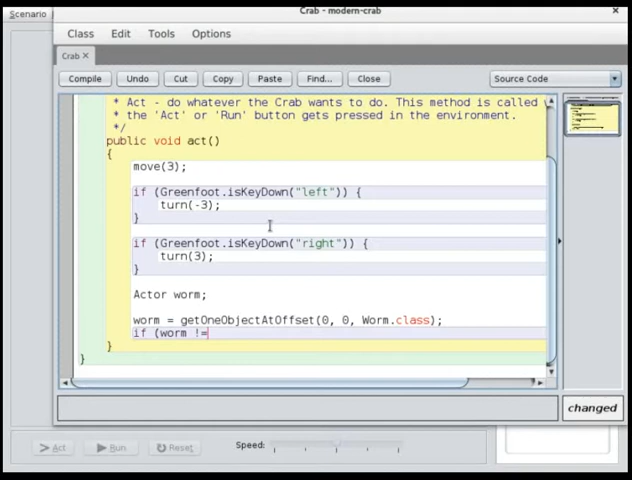 Crab - modern-crab
Scenario
Class Edit Tools Options
Crab ×
Compile Undo Cut Copy Paste Find... Close Source Code
* Act - do whatever the Crab wants to do. This method is called
* the 'Act' or 'Run' button gets pressed in the environment.
*/
public void act()
{
move(3);
if (Greenfoot.isKeyDown("left")) {
turn(-3);
}
if (Greenfoot.isKeyDown("right")) {
turn(3);
}
Actor worm;
worm = getOneObjectAtOffset(0, 0, Worm.class);
if (worm !=
}
}
changed
Act Run Reset Speed: